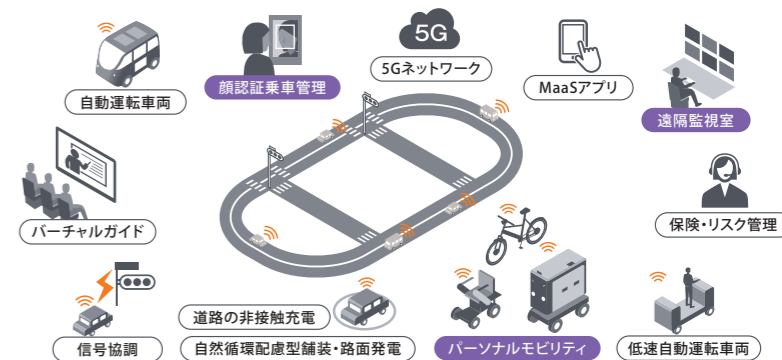 5G
自動運転車両
顔認証乗車管理
5Gネットワーク
MaaSアプリ
遠隔監視室
バーチャルガイド
保険・リスク管理
信号協調
道路の非接触充電
自然循環配慮型舗装・路面発電
パーソナルモビリティ
低速自動運転車両